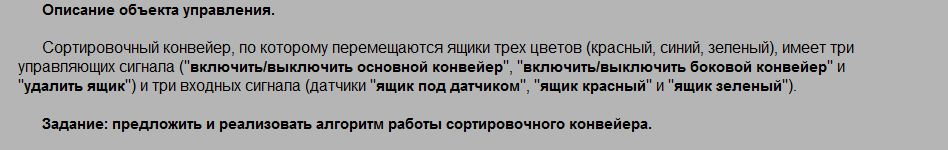 Описание объекта управления.
Сортировочный конвейер, по которому перемещаются ящики трех цветов (красный, синий, зеленый), имеет три
управляющих сигнала ("включить/выключить основной конвейер", "включить/выключить боковой конвейер" и
"удалить ящик") и три входных сигнала (датчики "ящик под датчиком", "ящик красный" и "ящик зеленый").
Задание: предложить и реализовать алгоритм работы сортировочного конвейера.